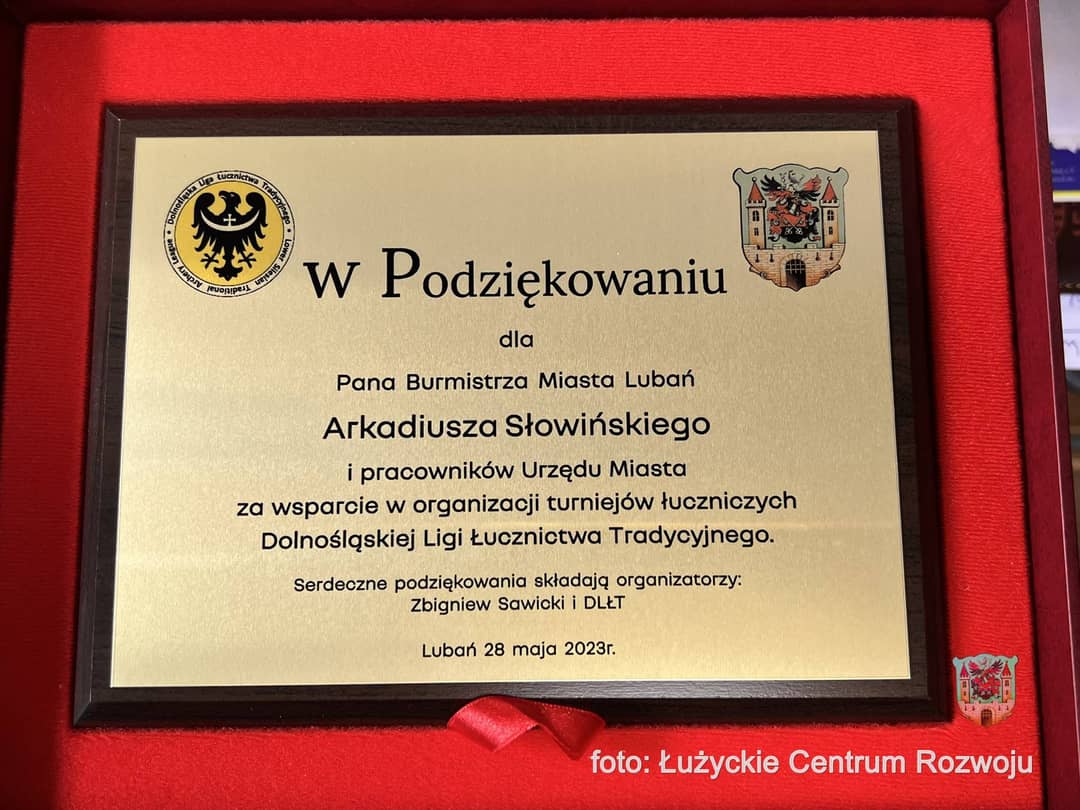 Dolnośląska Liga Łucznictwa Tradycyjnego
Lower Silesian Traditional Archery League
w Podziękowaniu
dla
Pana Burmistrza Miasta Lubań
Arkadiusza Słowińskiego
i pracowników Urzędu Miasta
za wsparcie w organizacji turniejów łuczniczych
Dolnośląskiej Ligi Łucznictwa Tradycyjnego.
Serdeczne podziękowania składają organizatorzy:
Zbigniew Sawicki i DLŁT
Lubań 28 maja 2023r.
foto: Łużyckie Centrum Rozwoju